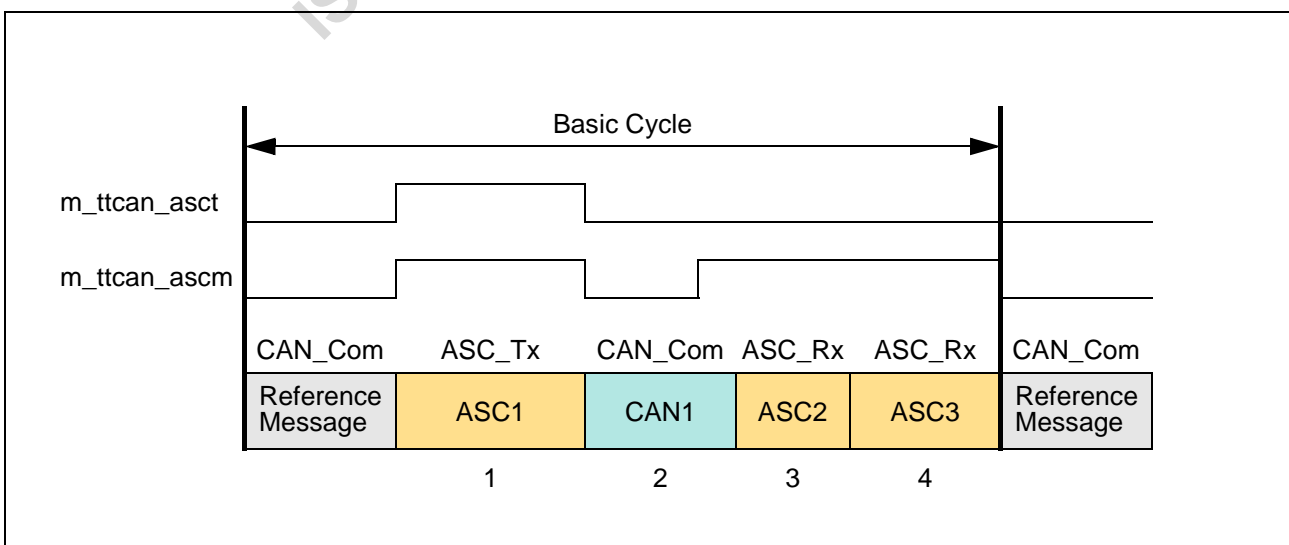 IS
Basic Cycle
m_ttcan_asct
m_ttcan_ascm
CAN_Com ASC_Tx CAN_Com ASC_Rx ASC_Rx CAN_Com
Reference Message ASC1 CAN1 ASC2 ASC3 Reference Message
1 2 3 4